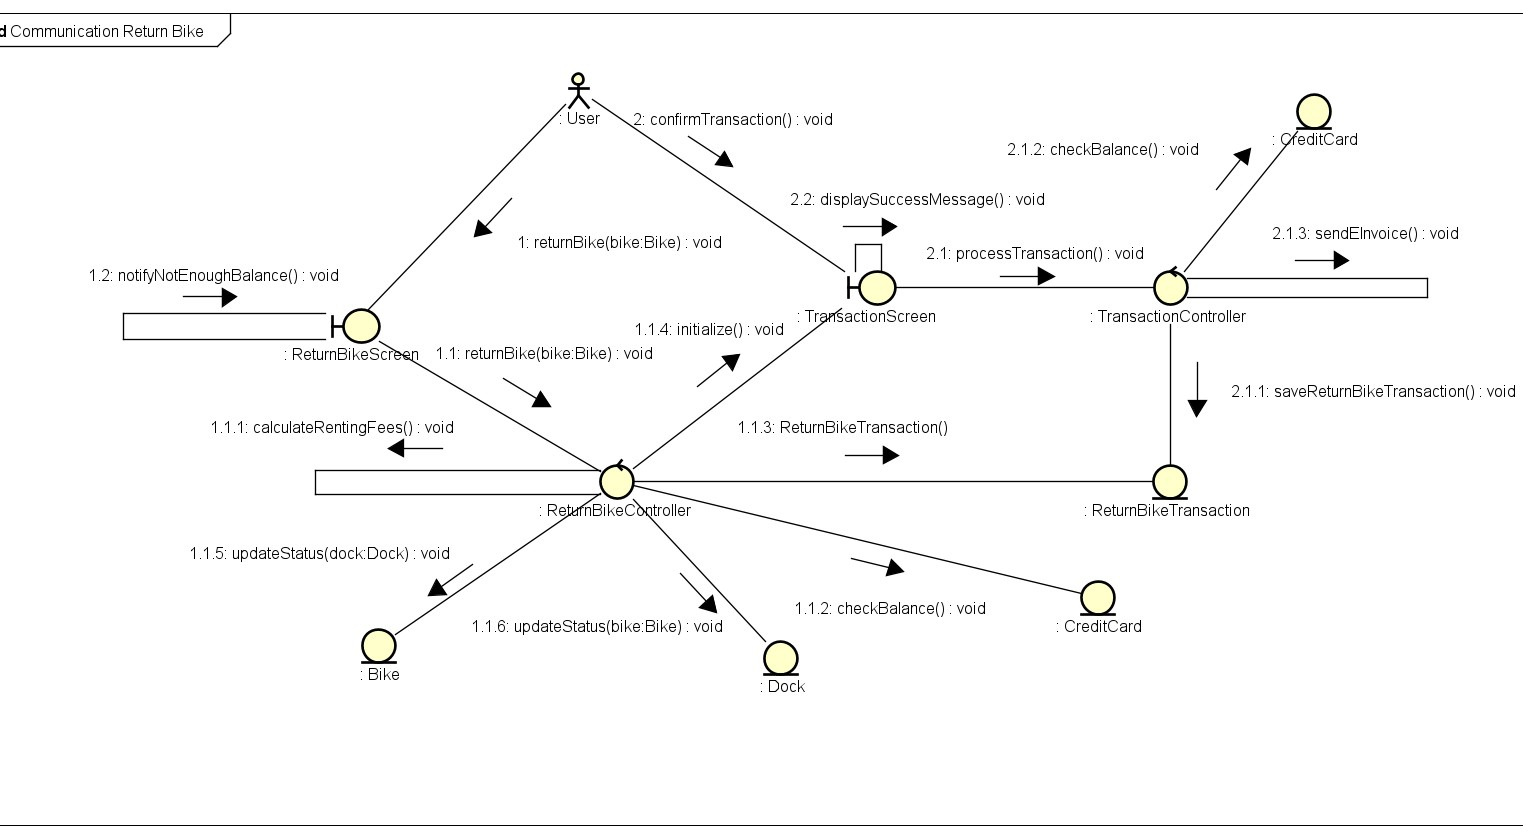 d Communication Return Bike
: User
2: confirmTransaction() : void
: CreditCard
2.1.2: checkBalance() : void
2.2: displaySuccessMessage() : void
1: returnBike(bike:Bike) : void
2.1: processTransaction() : void
2.1.3: sendEInvoice() : void
1.2: notifyNotEnoughBalance() : void
: TransactionScreen
: TransactionController
1.1.4: initialize() : void
: ReturnBikeScreen
1.1: returnBike(bike:Bike) : void
2.1.1: saveReturnBikeTransaction() : void
1.1.1: calculateRentingFees() : void
1.1.3: ReturnBikeTransaction()
: ReturnBikeController
: ReturnBikeTransaction
1.1.5: updateStatus(dock:Dock) : void
1.1.2: checkBalance() : void
1.1.6: updateStatus(bike:Bike) : void
: CreditCard
: Bike
: Dock